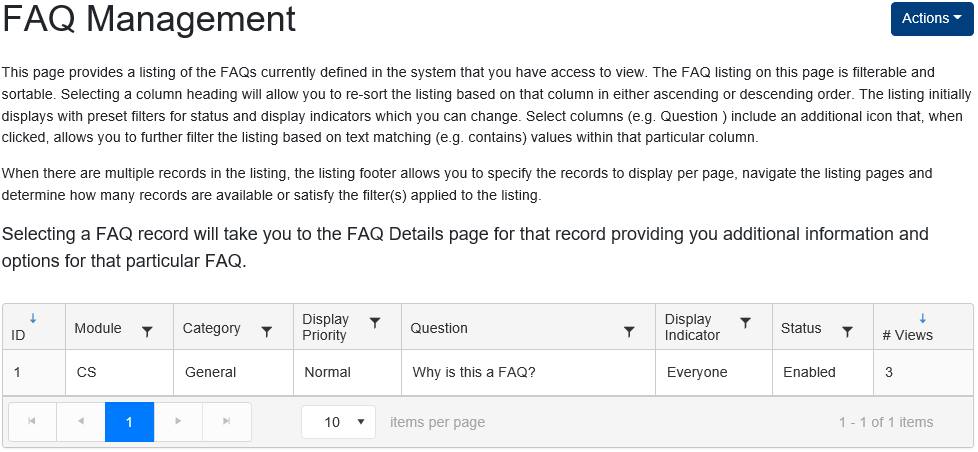 FAQ Management
Actions
This page provides a listing of the FAQs currently defined in the system that you have access to view. The FAQ listing on this page is filterable and
sortable. Selecting a column heading will allow you to re-sort the listing based on that column in either ascending or descending order. The listing initially
displays with preset filters for status and display indicators which you can change. Select columns (e.g. Question ) include an additional icon that, when
clicked, allows you to further filter the listing based on text matching (e.g. contains) values within that particular column.
When there are multiple records in the listing, the listing footer allows you to specify the records to display per page, navigate the listing pages and
determine how many records are available or satisfy the filter(s) applied to the listing.
Selecting a FAQ record will take you to the FAQ Details page for that record providing you additional information and
options for that particular FAQ.
ID Module Category Display Priority Question Display Indicator Status # Views
1 CS General Normal Why is this a FAQ? Everyone Enabled 3
1 10 items per page 1 - 1 of 1 items